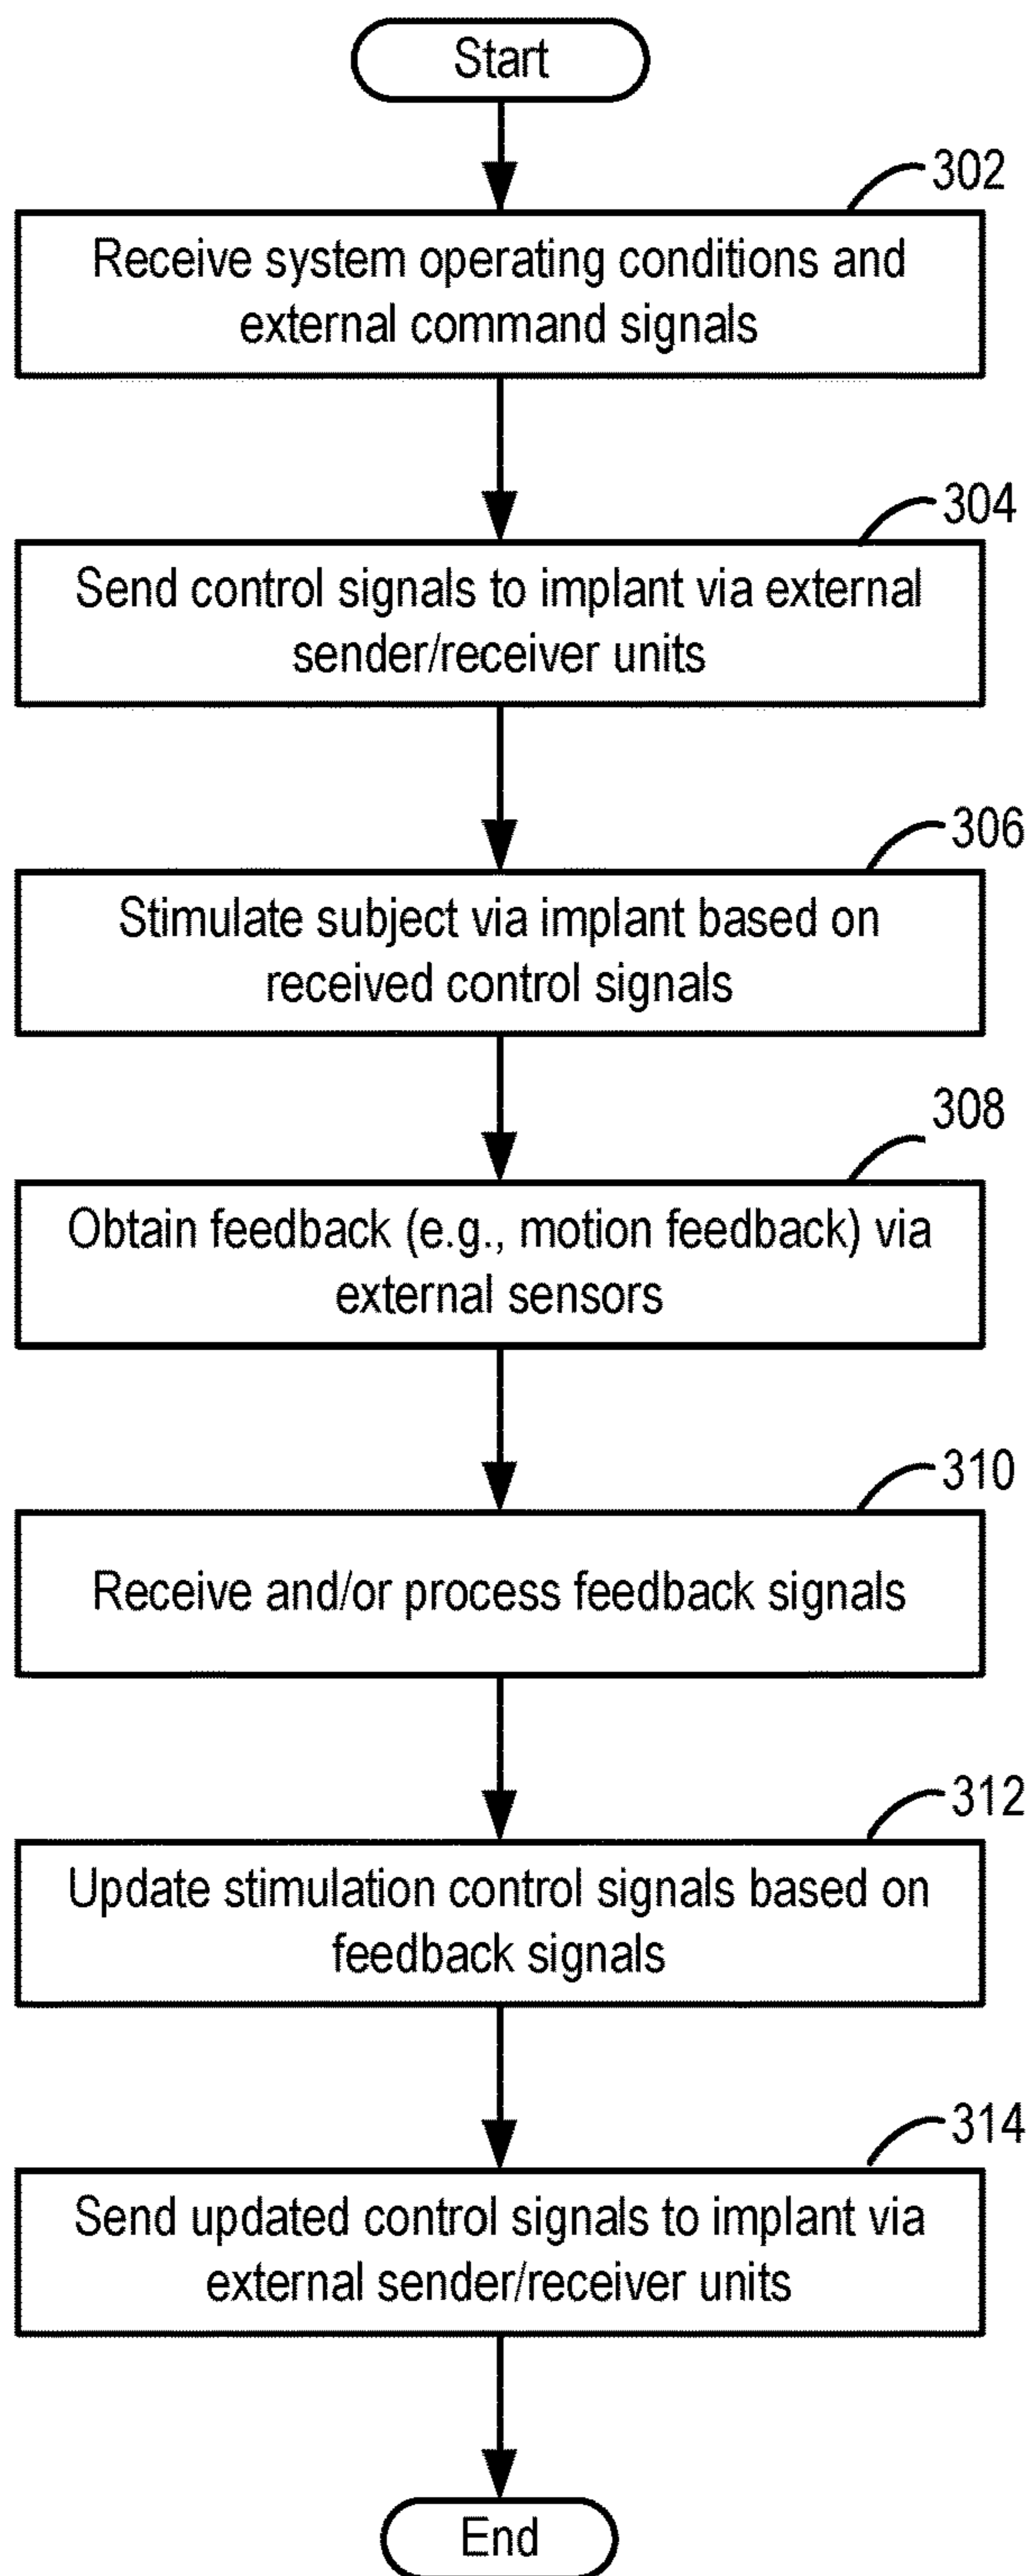 Start
302
Receive system operating conditions and
external command signals
304
Send control signals to implant via external
sender/receiver units
306
Stimulate subject via implant based on
received control signals
308
Obtain feedback (e.g., motion feedback) via
external sensors
310
Receive and/or process feedback signals
312
Update stimulation control signals based on
feedback signals
314
Send updated control signals to implant via
external sender/receiver units
End